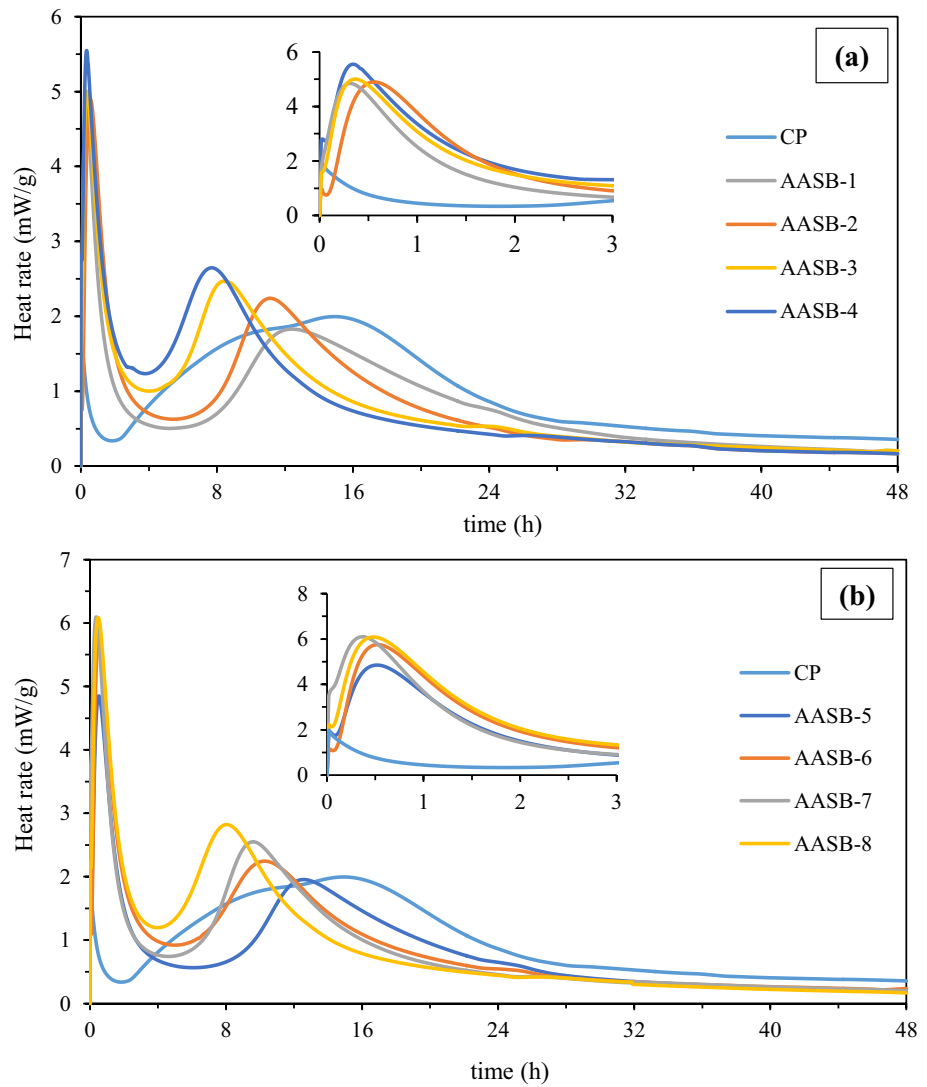 (a)
Heat rate (mW/g)
6
5
4
3
2
1
0
0 8 16 24 32 40 48
time (h)
6
4
2
0
0 1 2 3
CP
AASB-1
AASB-2
AASB-3
AASB-4
(b)
Heat rate (mW/g)
7
6
5
4
3
2
1
0
0 8 16 24 32 40 48
time (h)
8
6
4
2
0
0 1 2 3
CP
AASB-5
AASB-6
AASB-7
AASB-8